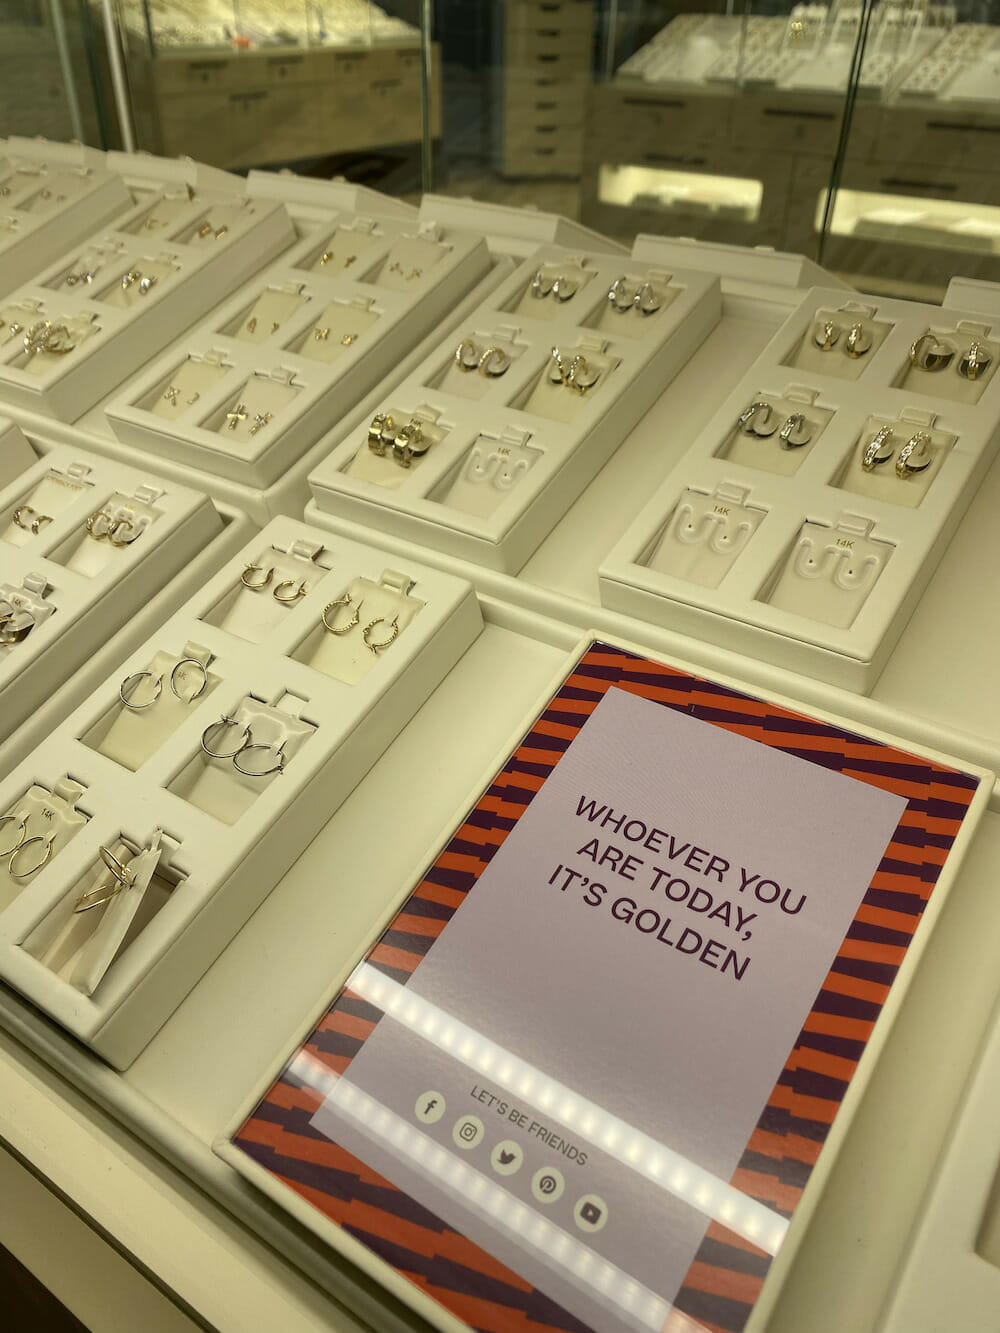 14K
14K
14K
14K
WHOEVER YOU
ARE TODAY,
IT'S GOLDEN
LET'S BE FRIENDS